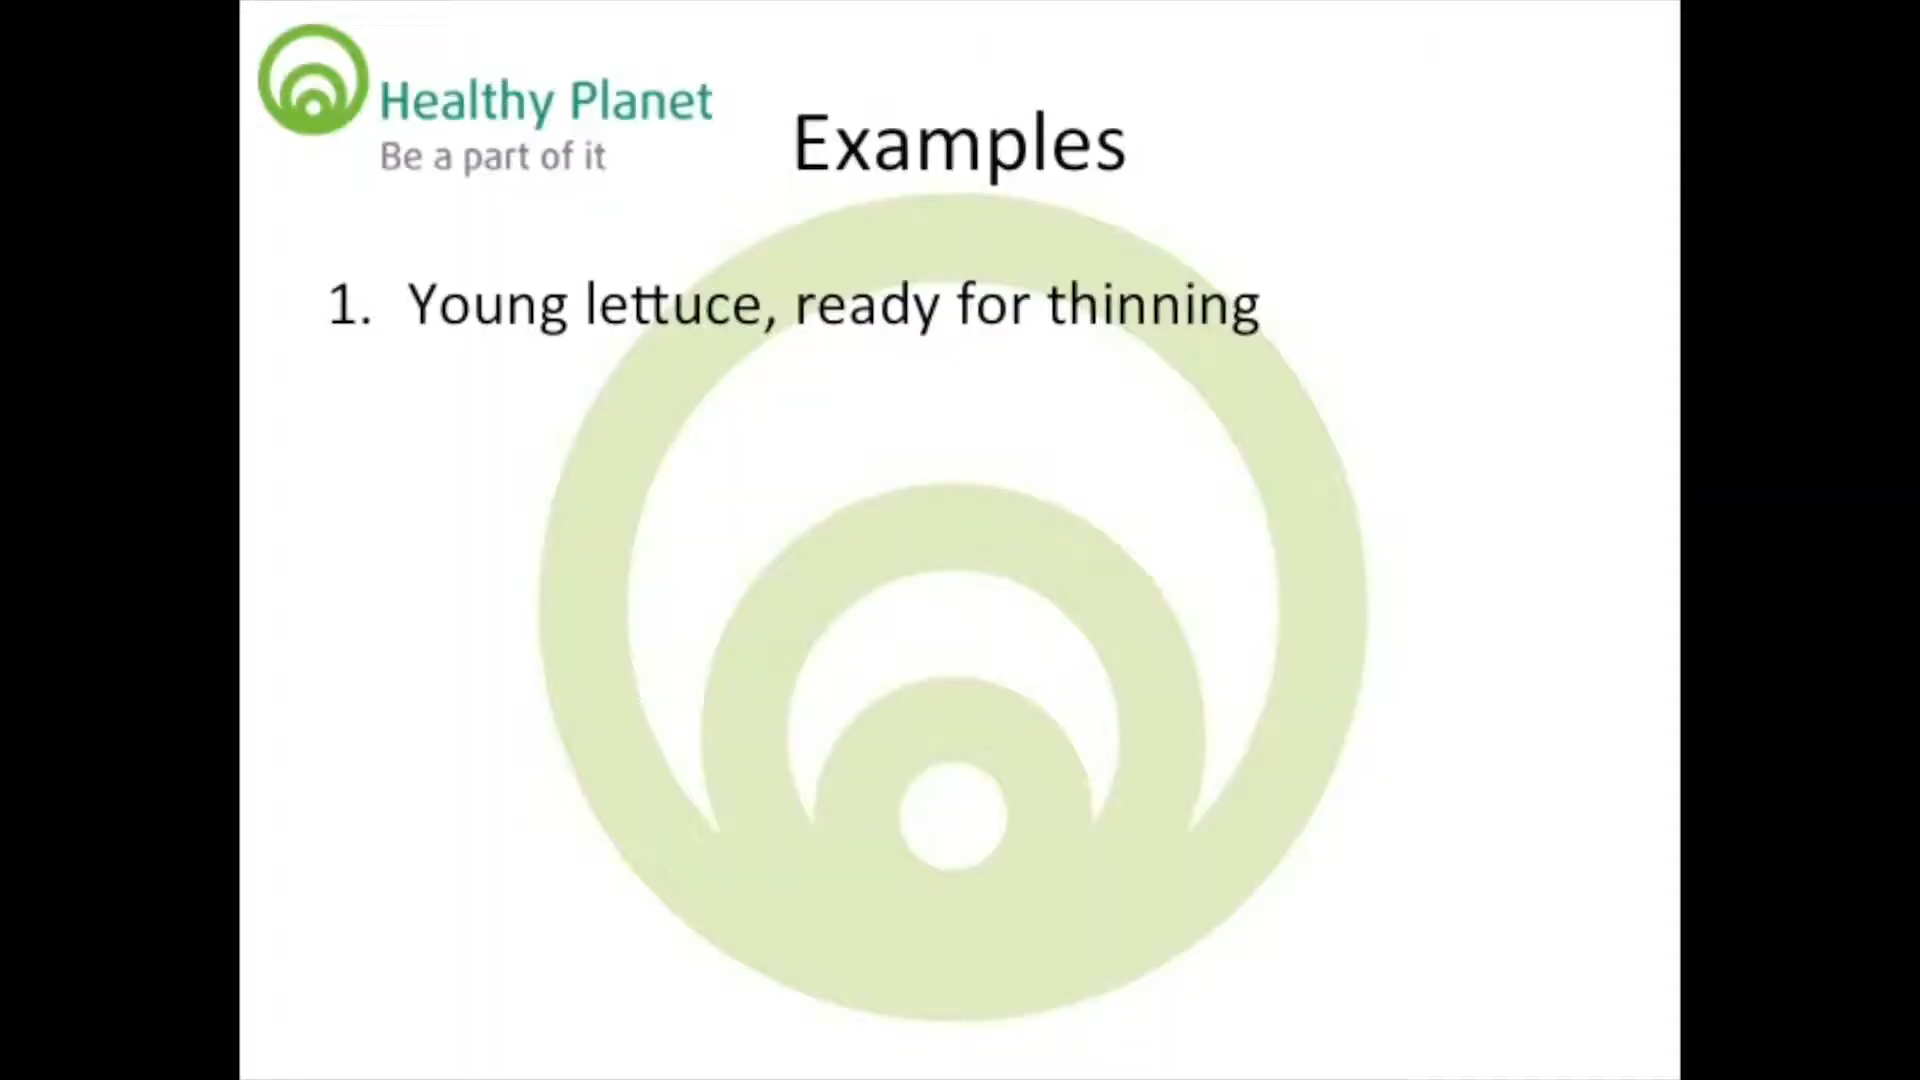 Healthy Planet
Be a part of it
Examples
1. Young lettuce, ready for thinning